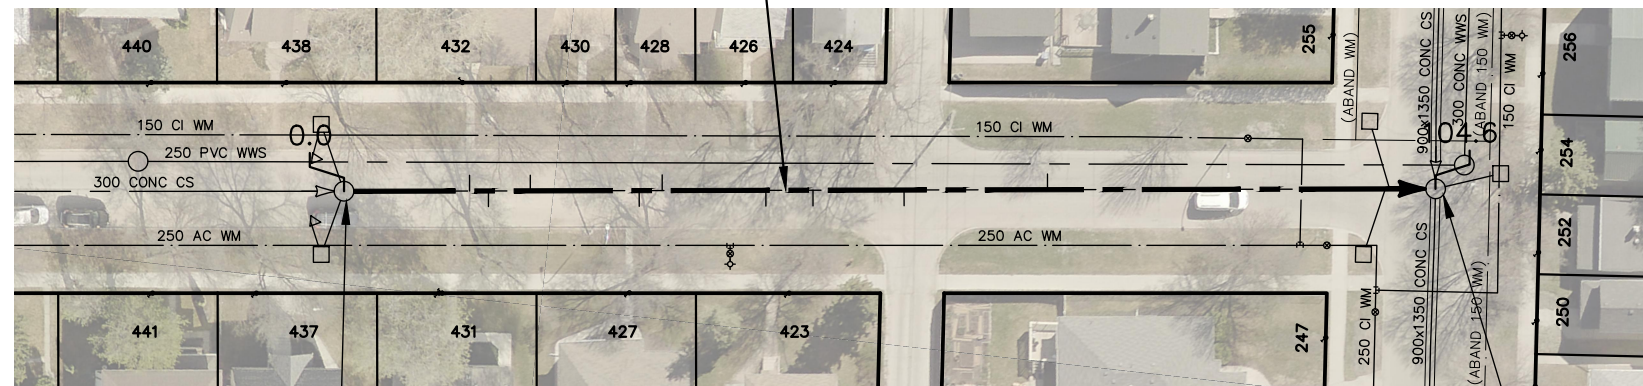 440
438
432
430
428
426
424
255
(ABAND WM)
900x1350 CONC CS
300 CONC WWS
(ABAND 150 WM)
150 CI WM
256
150 CI WM
0.0
250 PVC WWS
300 CONC CS
150 CI WM
104.6
254
250 AC WM
250 AC WM
252
441
437
431
427
423
247
250 CI WM
900x1350 CONC CS
(ABAND 150 WM)
250